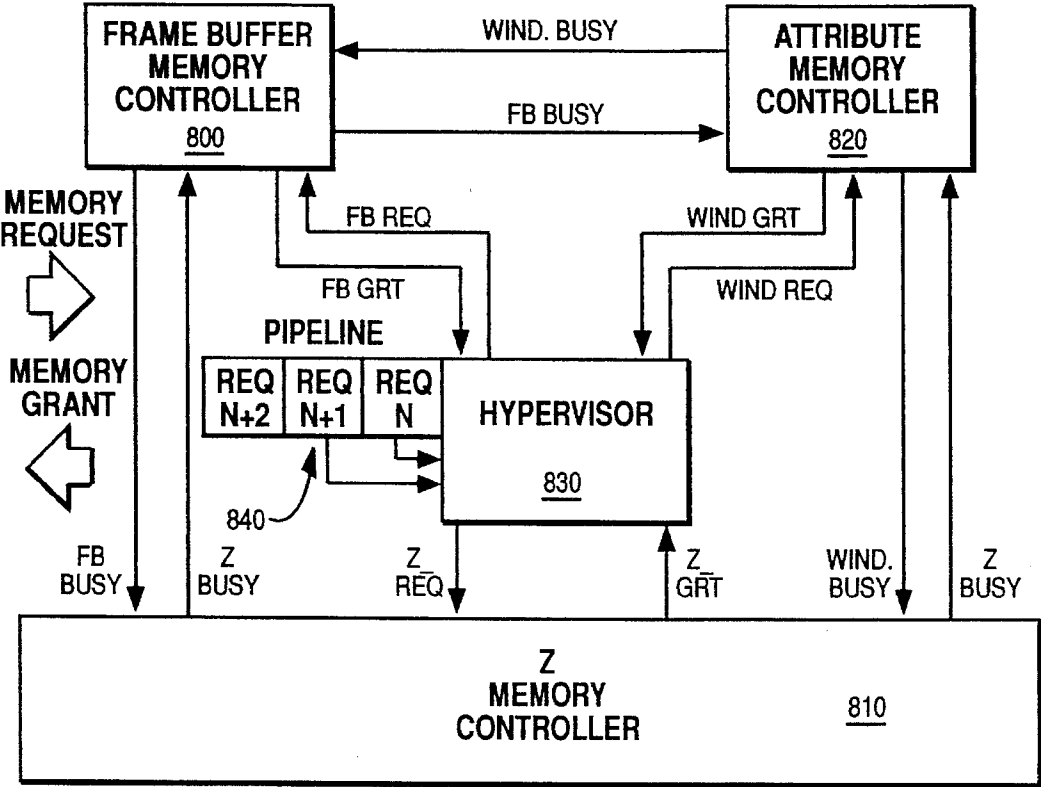 FRAME BUFFER
MEMORY
CONTROLLER
800
WIND. BUSY
FB BUSY
ATTRIBUTE
MEMORY
CONTROLLER
820
MEMORY
REQUEST
FB REQ
FB GRT
WIND GRT
WIND REQ
PIPELINE
MEMORY
GRANT
REQ
N+2
REQ
N+1
REQ
N
HYPERVISOR
830
840
FB
BUSY
Z
BUSY
Z_
REQ
Z_
GRT
WIND.
BUSY
Z
BUSY
Z
MEMORY
CONTROLLER
810